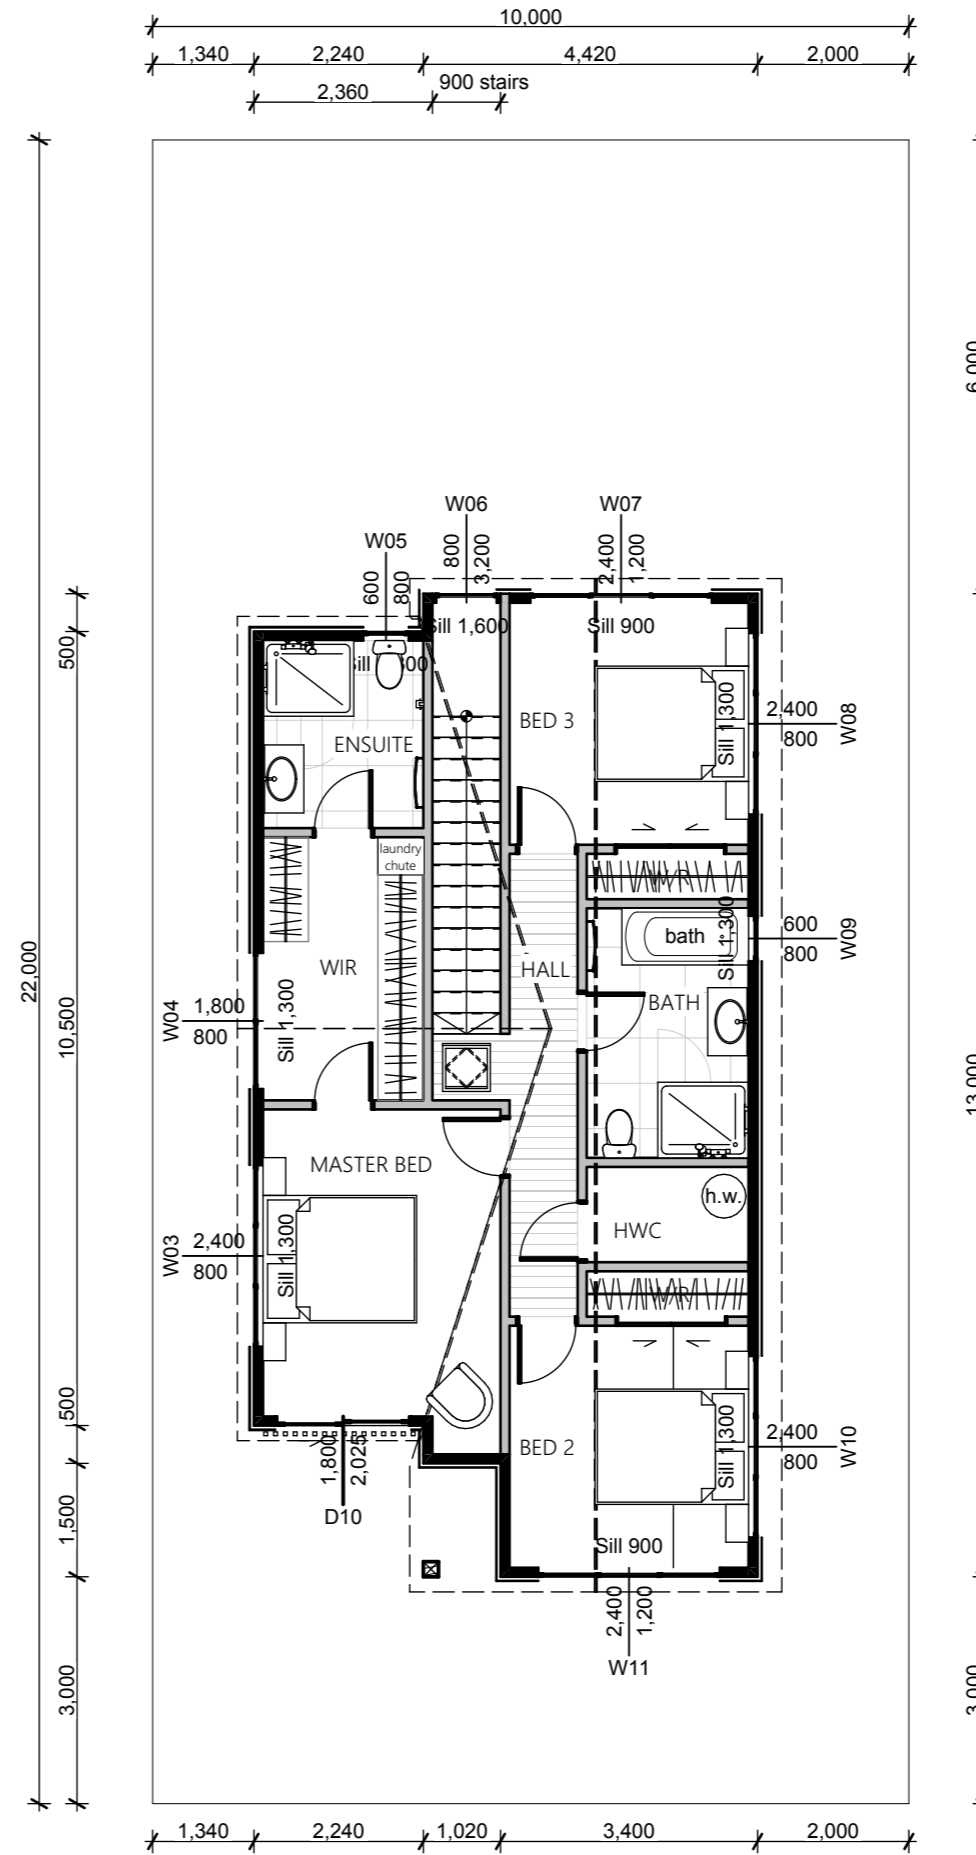 10,000
1,340 2,240 4,420 2,000
2,360 900 stairs
22,000
500
10,500
500
1,500
3,000
6,000
13,000
3,000
W05
600
800
W06
800
3,200
Sill 1,600
W07
2,400
1,200
Sill 900
BED 3
Sill 1,300
2,400
800
W08
ENSUITE
laundry
chute
W/R
WIR
HALL
bath
Sill 1,300
600
800
W09
BATH
W04
1,800
800
Sill 1,300
MASTER BED
W03
2,400
800
Sill 1,300
h.w.
HWC
W/R
BED 2
Sill 1,300
2,400
800
W10
1,800
2,025
D10
Sill 900
2,400
1,200
W11
1,340 2,240 1,020 3,400 2,000